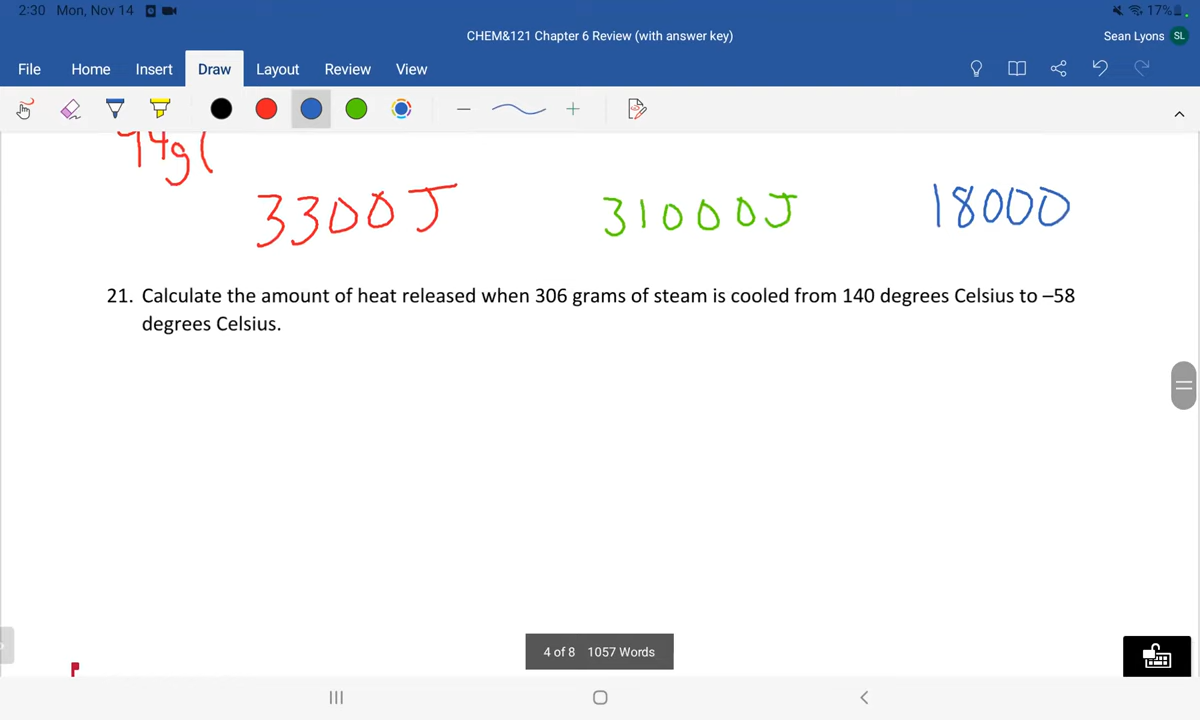 2:30 Mon, Nov 14
17%
CHEM&121 Chapter 6 Review (with answer key)
Sean Lyons SL
File Home Insert Draw Layout Review View
3300J
31000J
18000
21. Calculate the amount of heat released when 306 grams of steam is cooled from 140 degrees Celsius to –58
degrees Celsius.
4 of 8 1057 Words